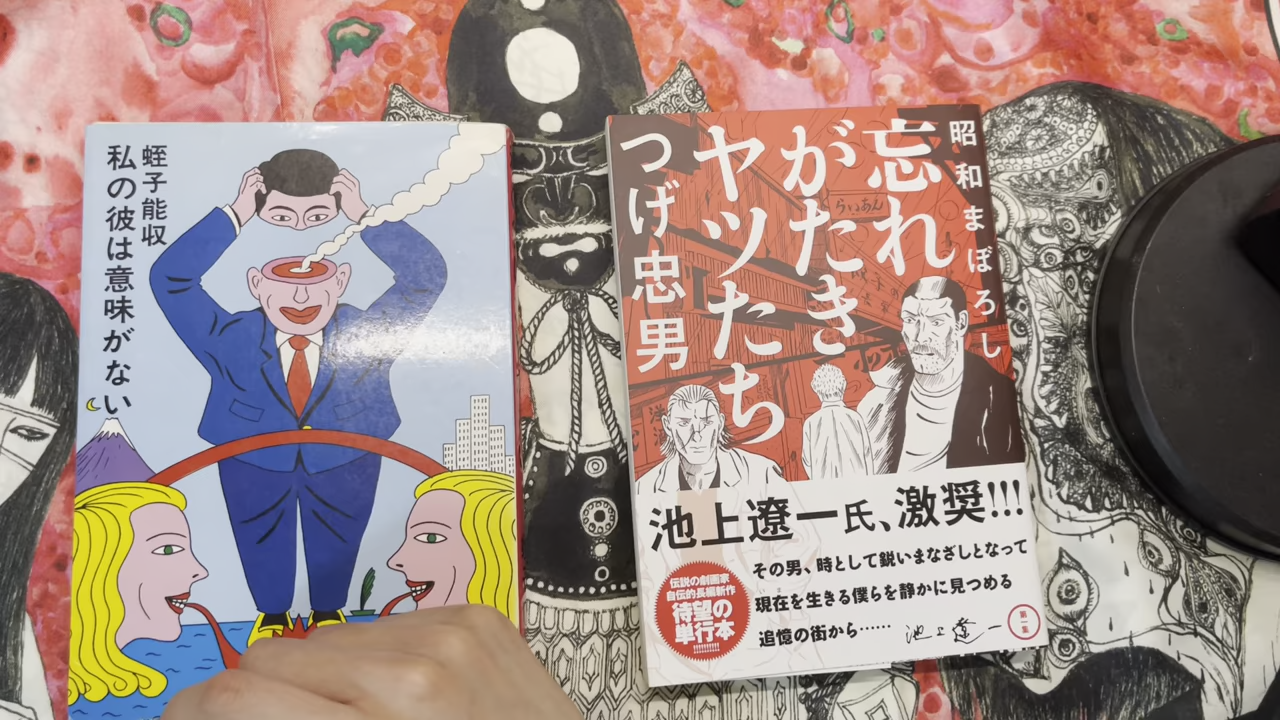 蛭子能収
私の彼は意味がない
昭和まぼろし
忘れ
がたき
ヤツたち
つげ忠男
らいあん
池上遼一氏、激奨!!!
その男、時として鋭いまなざしとなって
現在を生きる僕らを静かに見つめる
追憶の街から……
池上遼一
第一集
伝説の劇画家
自伝的長編新作
待望の
単行本
!!!!!!!!!!